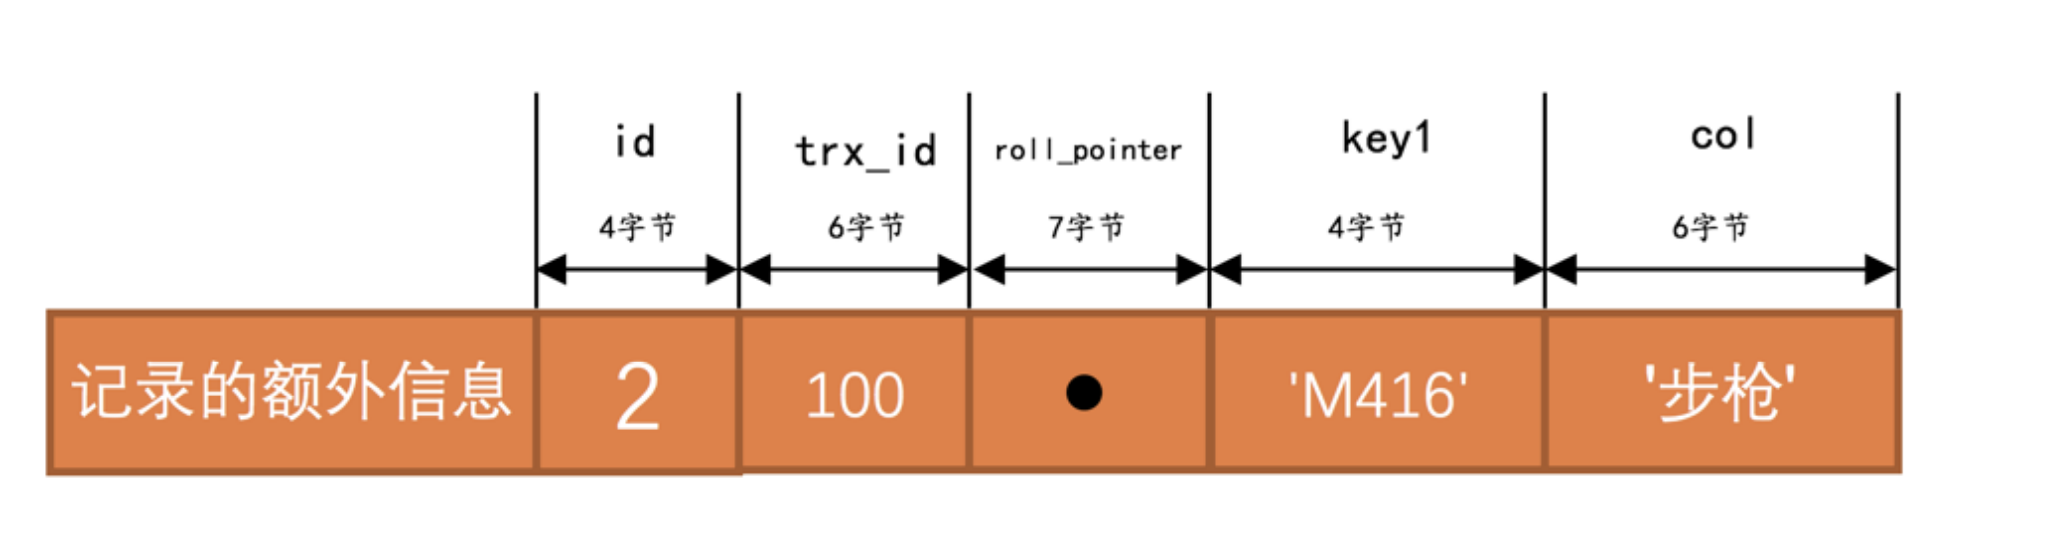 id
trx_id
roll_pointer
key1
col
4字节
6字节
7字节
4字节
6字节
记录的额外信息
2
100
'M416'
'步枪'